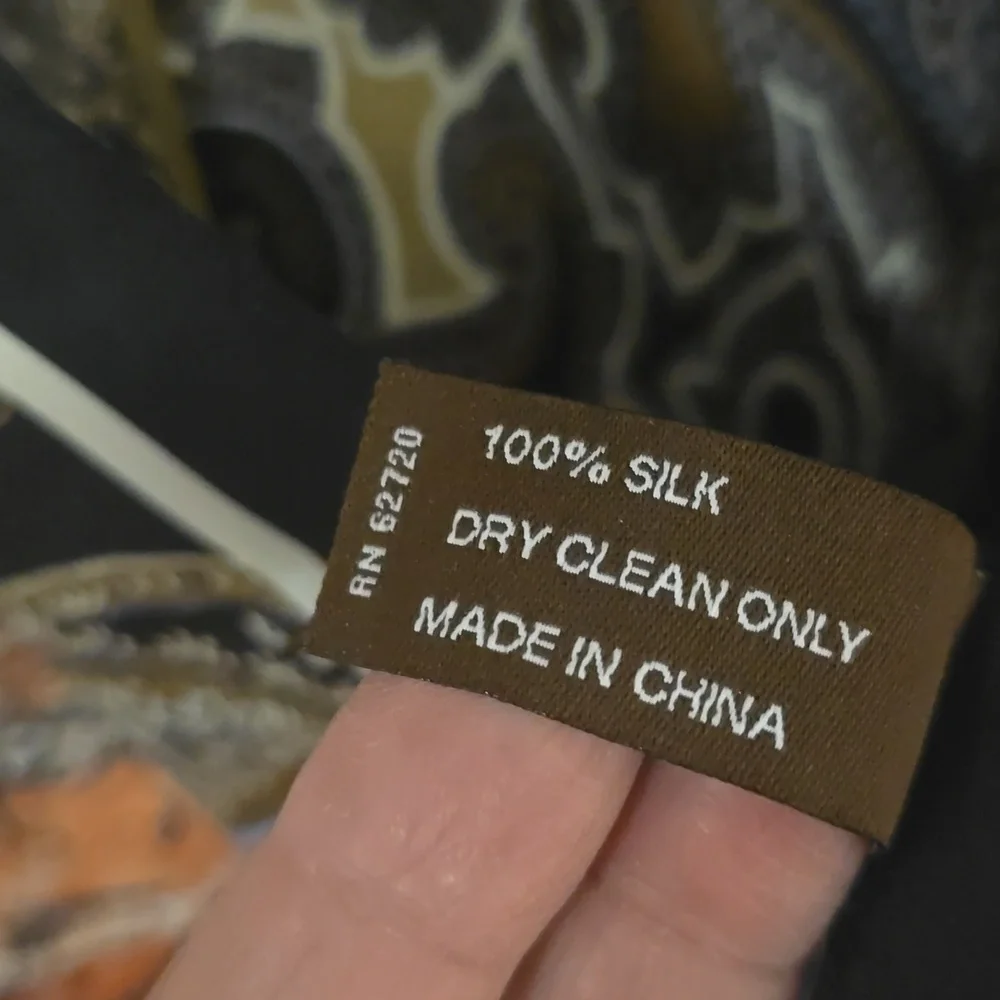 RN 62720
100% SILK
DRY CLEAN ONLY
MADE IN CHINA